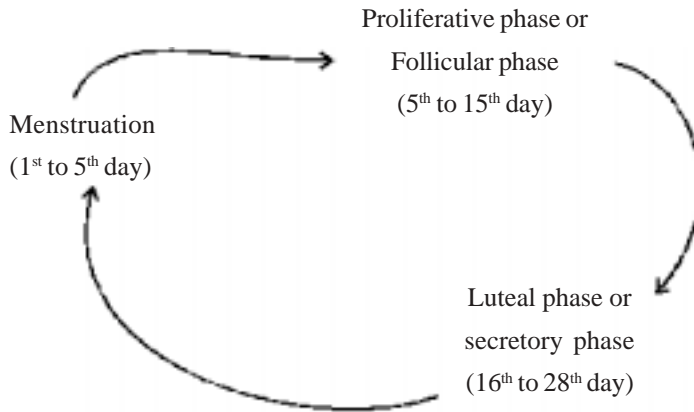 Proliferative phase or
Follicular phase
(5th to 15th day)
Menstruation
(1st to 5th day)
Luteal phase or
secretory phase
(16th to 28th day)